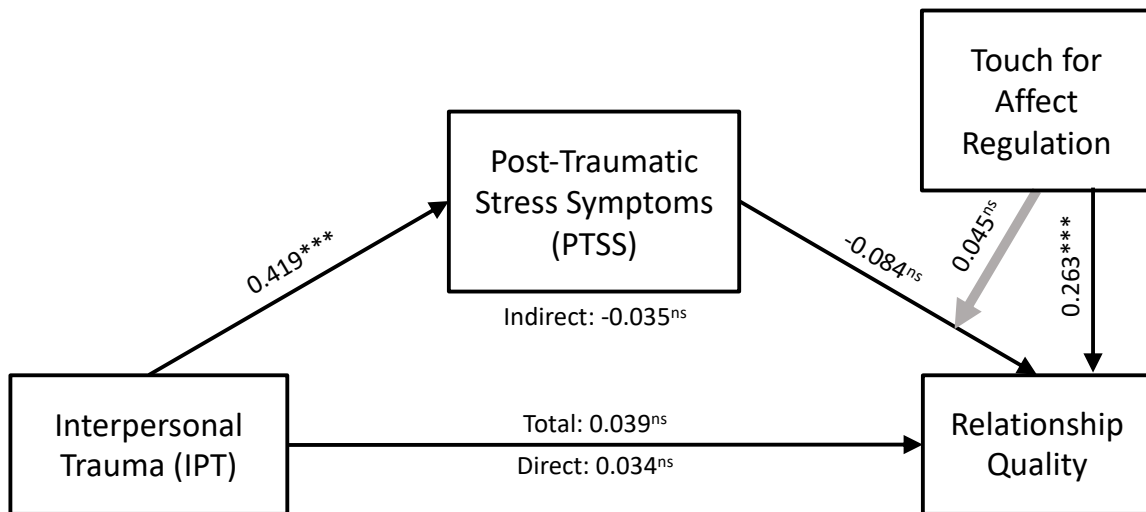 Touch for
Affect
Regulation
Post-Traumatic
Stress Symptoms
(PTSS)
0.419***
-0.084ⁿˢ
0.045ⁿˢ
0.263***
Indirect: -0.035ⁿˢ
Interpersonal
Trauma (IPT)
Total: 0.039ⁿˢ
Direct: 0.034ⁿˢ
Relationship
Quality